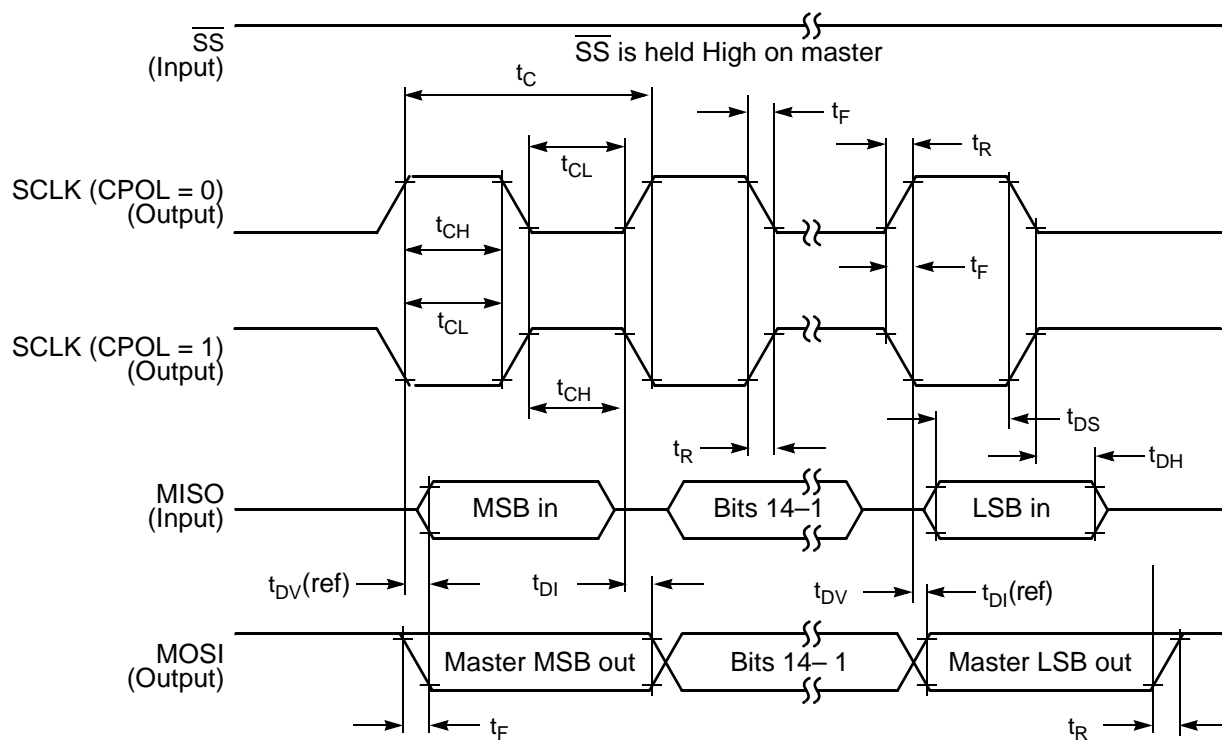 SS
(Input)
SS is held High on master
tC
tF
tR
tCL
SCLK (CPOL = 0)
(Output)
tCH
tF
tCL
SCLK (CPOL = 1)
(Output)
tCH
tDS
tR
tDH
MISO
(Input)
MSB in
Bits 14–1
LSB in
tDV(ref)
tDI
tDV
tDI(ref)
MOSI
(Output)
Master MSB out
Bits 14– 1
Master LSB out
tF
tR